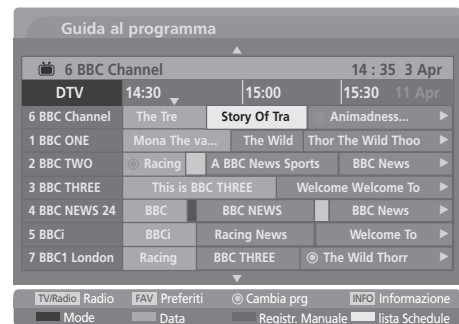 Guida al programma
6 BBC Channel 14 : 35 3 Apr
DTV 14:30 15:00 15:30 11 Apr
6 BBC Channel The Tre Story Of Tra Animadness...
1 BBC ONE Mona The va... The Wild Thor The Wild Thoo
2 BBC TWO Racing A BBC News Sports BBC News
3 BBC THREE This is BBC THREE Welcome Welcome To
4 BBC NEWS 24 BBC BBC NEWS BBC News
5 BBCi BBCi Racing News Welcome To
7 BBC1 London Racing BBC THREE The Wild Thorr
TV/Radio Radio FAV Preferiti Cambia prg INFO Informazione
Mode Data Registr. Manuale lista Schedule